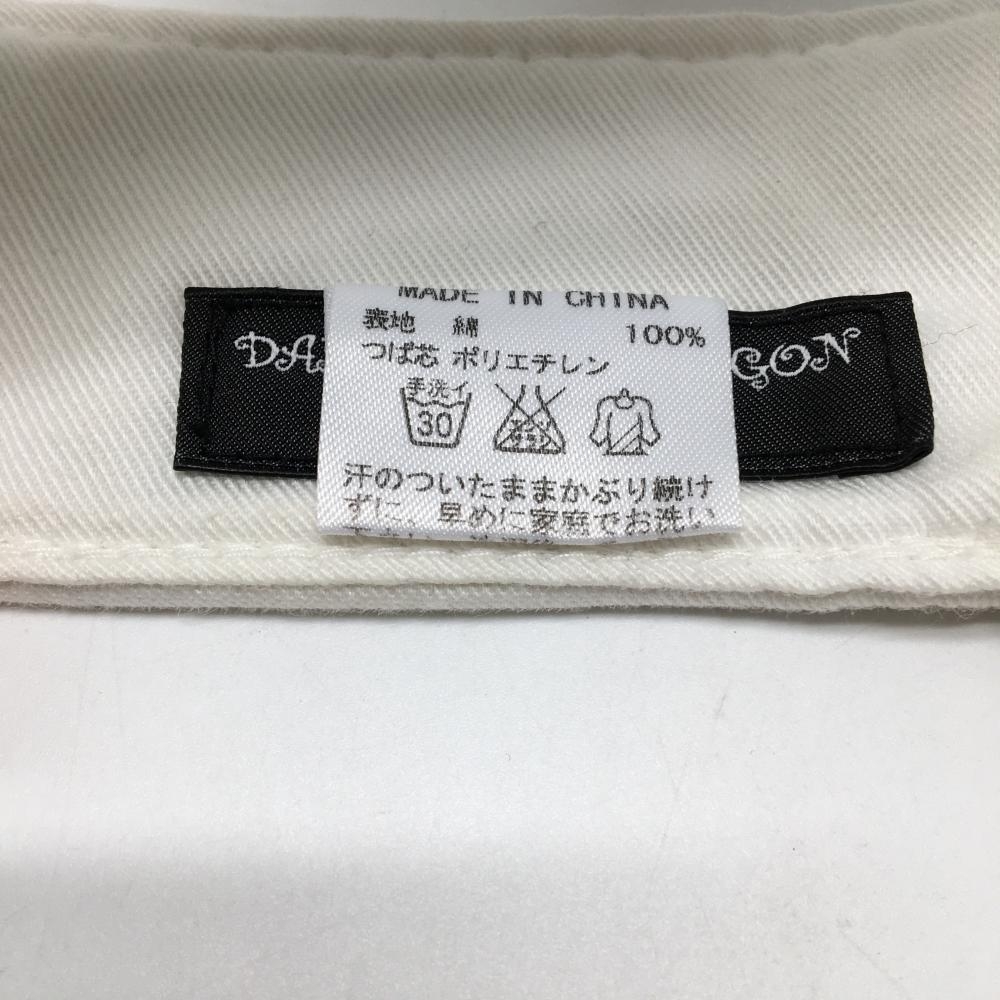 MADE IN CHINA
表地 綿 100%
つば芯 ポリエチレン
手洗イ
30
汗のついたままかぶり続け
ずに、早めに家庭でお洗い
GON